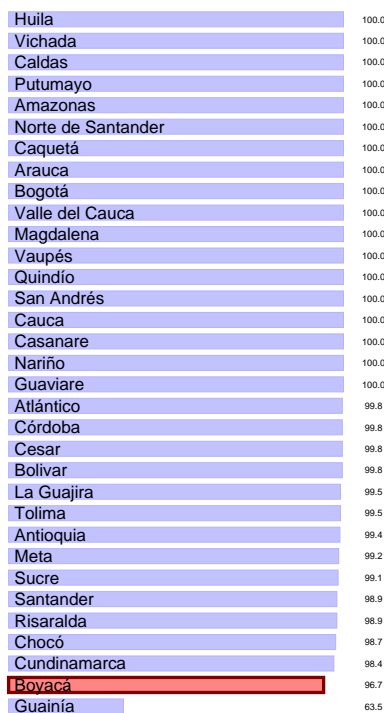 Huila 100.0
Vichada 100.0
Caldas 100.0
Putumayo 100.0
Amazonas 100.0
Norte de Santander 100.0
Caquetá 100.0
Arauca 100.0
Bogotá 100.0
Valle del Cauca 100.0
Magdalena 100.0
Vaupés 100.0
Quindío 100.0
San Andrés 100.0
Cauca 100.0
Casanare 100.0
Nariño 100.0
Guaviare 100.0
Atlántico 99.8
Córdoba 99.8
Cesar 99.8
Bolivar 99.8
La Guajira 99.5
Tolima 99.5
Antioquia 99.4
Meta 99.2
Sucre 99.1
Santander 98.9
Risaralda 98.9
Chocó 98.7
Cundinamarca 98.4
Boyacá 96.7
Guainía 63.5